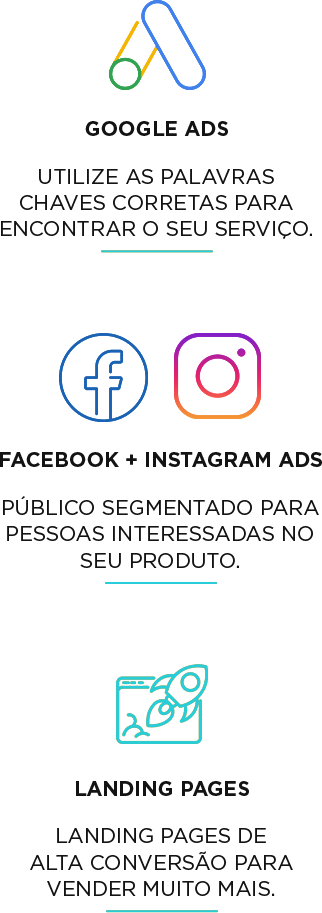 GOOGLE ADS
UTILIZE AS PALAVRAS
CHAVES CORRETAS PARA
ENCONTRAR O SEU SERVIÇO.
FACEBOOK + INSTAGRAM ADS
PÚBLICO SEGMENTADO PARA
PESSOAS INTERESSADAS NO
SEU PRODUTO.
LANDING PAGES
LANDING PAGES DE
ALTA CONVERSÃO PARA
VENDER MUITO MAIS.